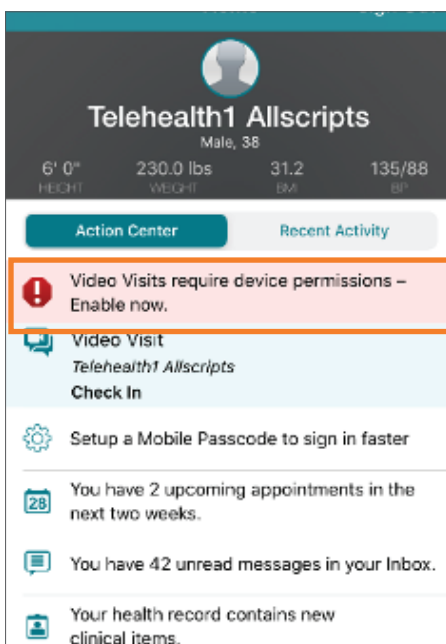 Telehealth1 Allscripts
Male, 38
6' 0" 230.0 lbs 31.2 135/88
HEIGHT WEIGHT BMI BP
Action Center Recent Activity
Video Visits require device permissions –
Enable now.
Video Visit
Telehealth1 Allscripts
Check In
Setup a Mobile Passcode to sign in faster
28
You have 2 upcoming appointments in the
next two weeks.
You have 42 unread messages in your Inbox.
Your health record contains new
clinical items.